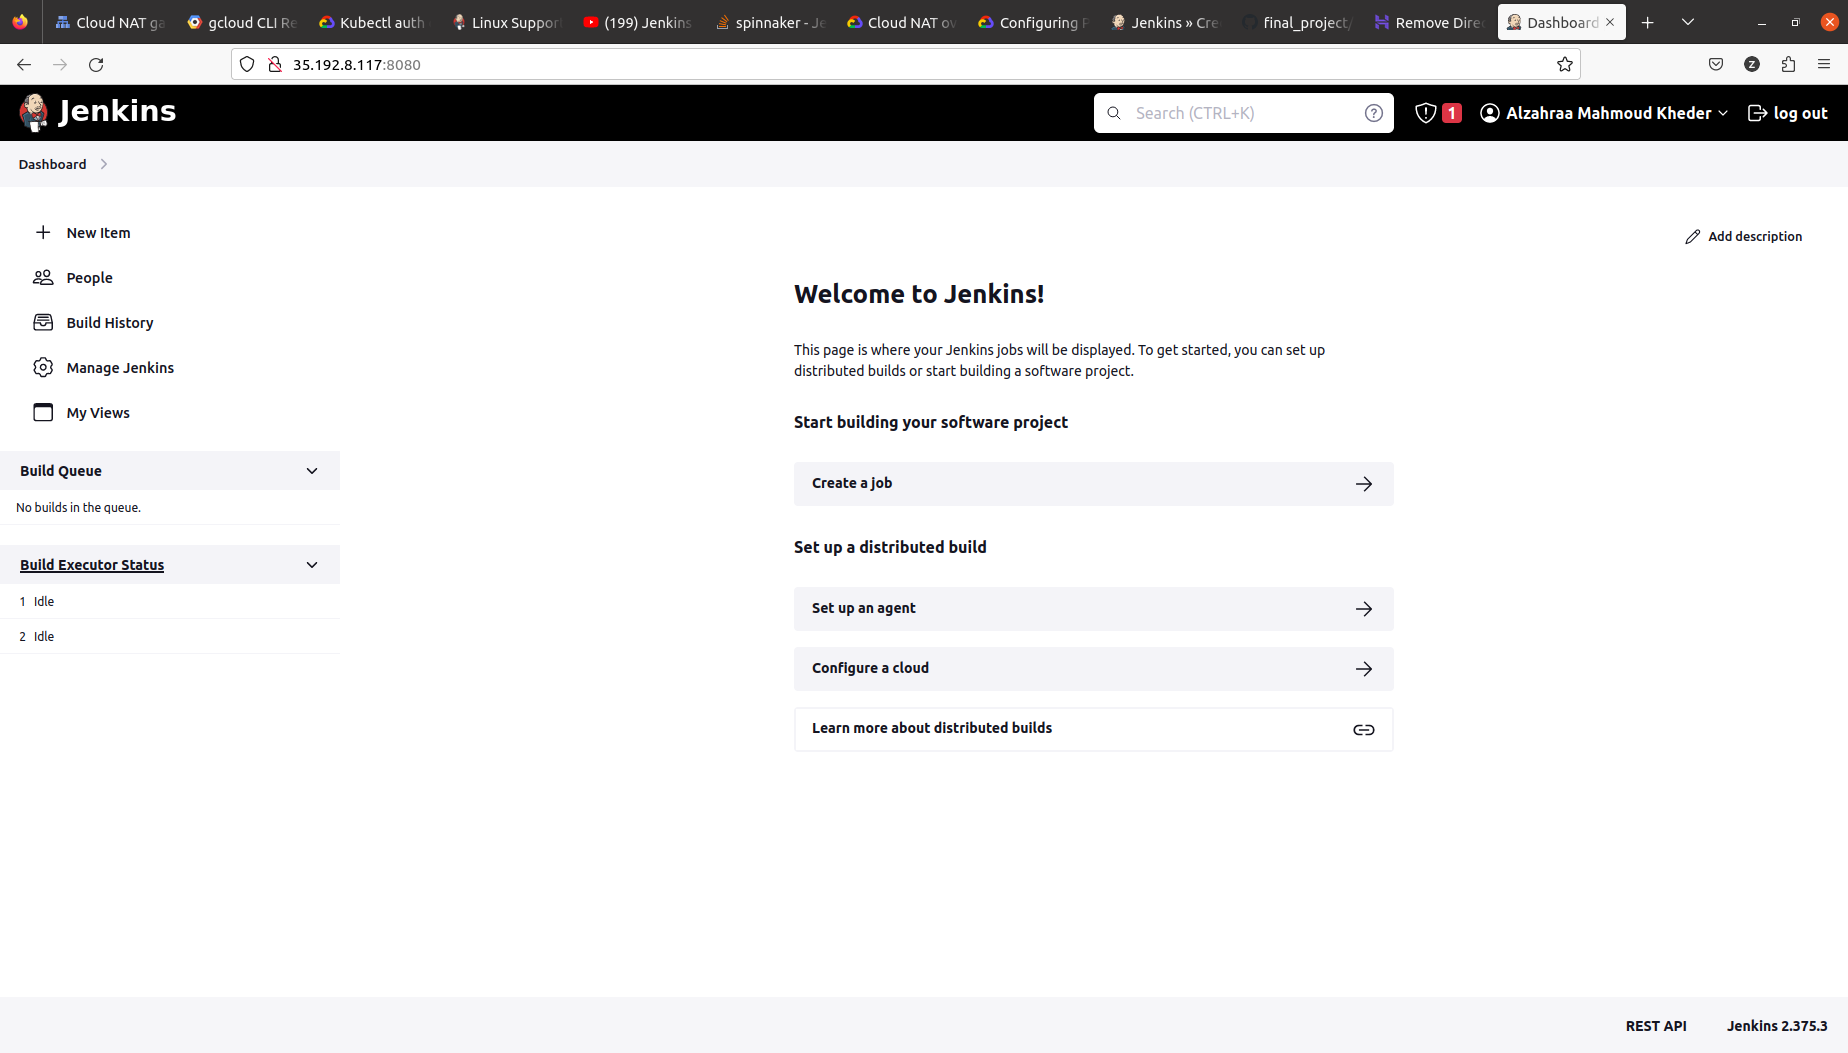 Cloud NAT ga
gcloud CLI Re
Kubectl auth
Linux Suppor
(199) Jenkins
spinnaker - Je
Cloud NAT ov
Configuring P
Jenkins » Cre
final_project/
Remove Dire
Dashboard
35.192.8.117:8080
Jenkins
Search (CTRL+K)
1
Alzahraa Mahmoud Kheder
log out
Dashboard
New Item
People
Build History
Manage Jenkins
My Views
Build Queue
No builds in the queue.
Build Executor Status
1 Idle
2 Idle
Add description
Welcome to Jenkins!
This page is where your Jenkins jobs will be displayed. To get started, you can set up
distributed builds or start building a software project.
Start building your software project
Create a job
Set up a distributed build
Set up an agent
Configure a cloud
Learn more about distributed builds
REST API
Jenkins 2.375.3